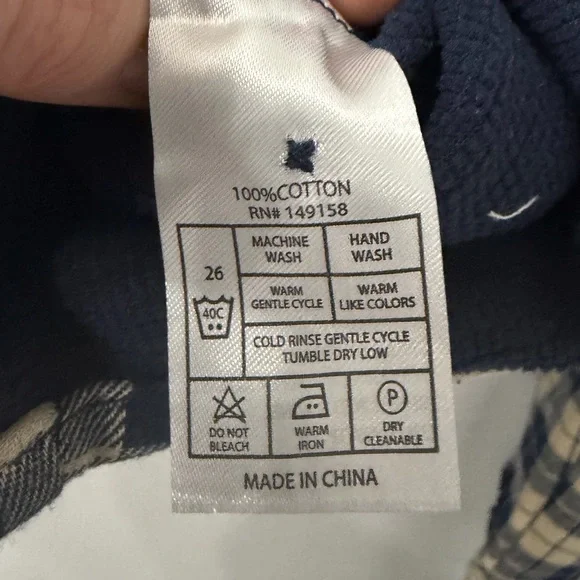 100%COTTON
RN# 149158
26
40C
MACHINE
WASH
HAND
WASH
WARM
GENTLE CYCLE
WARM
LIKE COLORS
COLD RINSE GENTLE CYCLE
TUMBLE DRY LOW
DO NOT
BLEACH
WARM
IRON
P
DRY
CLEANABLE
MADE IN CHINA